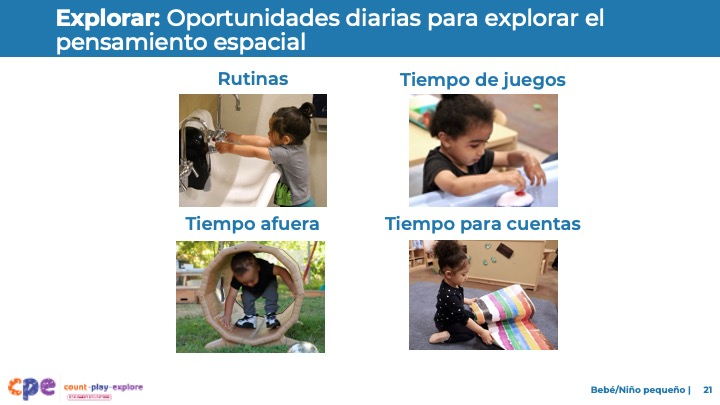 Explorar: Oportunidades diarias para explorar el
pensamiento espacial
Rutinas
Tiempo de juegos
Tiempo afuera
Tiempo para cuentas
cpe count-play-explore
Bebé/Niño pequeño | 21